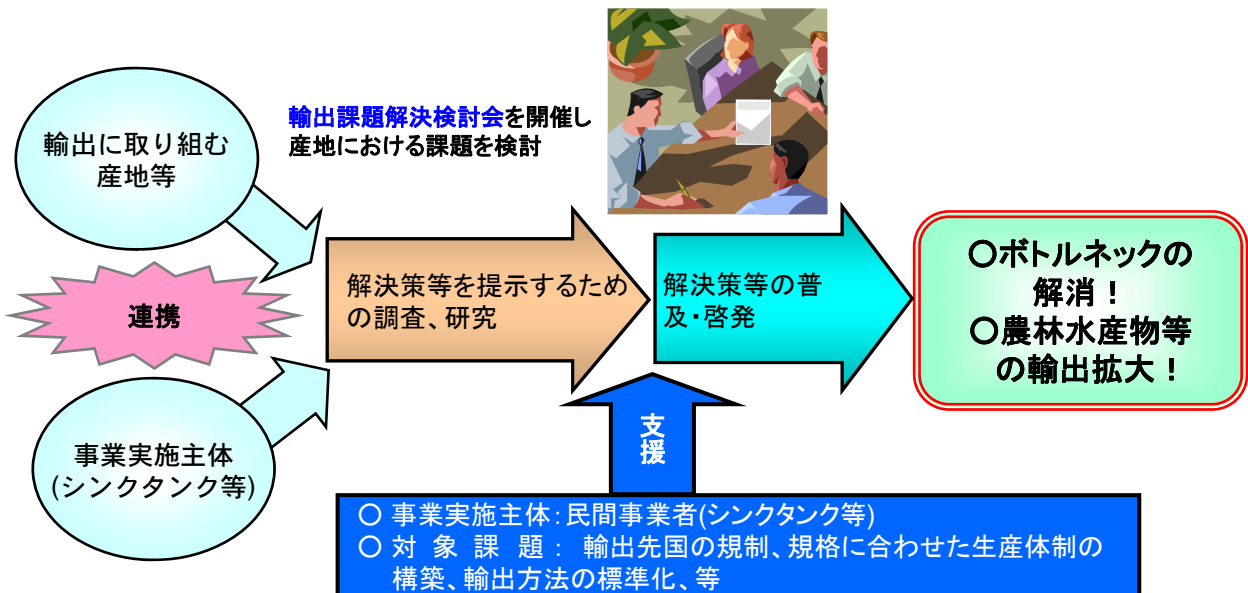 輸出に取り組む
産地等
連携
事業実施主体
(シンクタンク等)
輸出課題解決検討会を開催し
産地における課題を検討
解決策等を提示するため
の調査、研究
解決策等の普
及・啓発
〇ボトルネックの
解消！
〇農林水産物等
の輸出拡大！
支
援
〇 事業実施主体：民間事業者(シンクタンク等)
〇 対 象 課 題 ： 輸出先国の規制、規格に合わせた生産体制の
構築、輸出方法の標準化、等